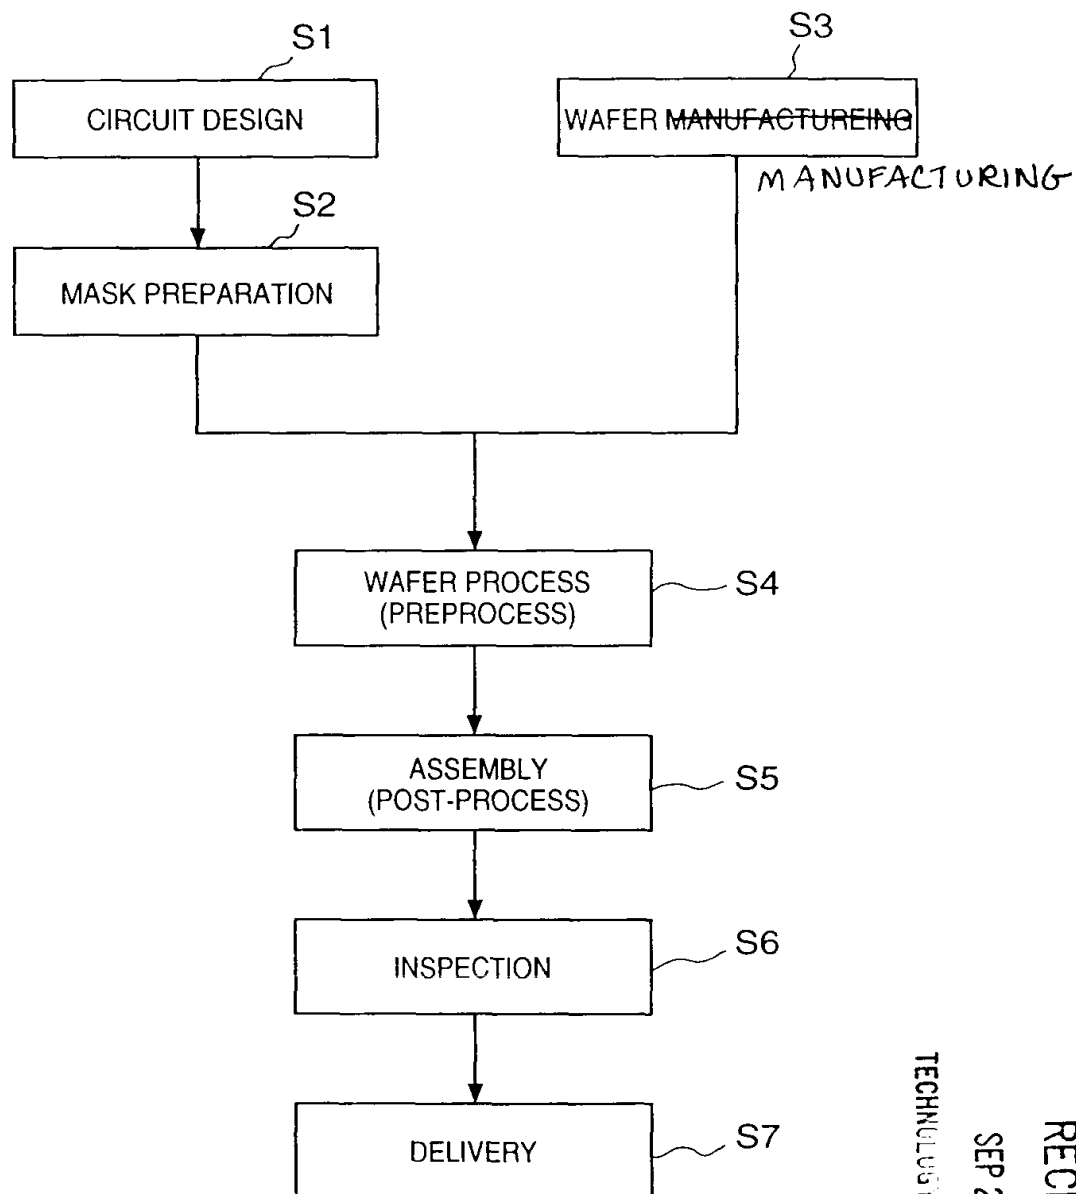 S1
CIRCUIT DESIGN
S3
WAFER MANUFACTUREING
MANUFACTURING
S2
MASK PREPARATION
WAFER PROCESS
(PREPROCESS)
S4
ASSEMBLY
(POST-PROCESS)
S5
INSPECTION
S6
DELIVERY
S7
SEP